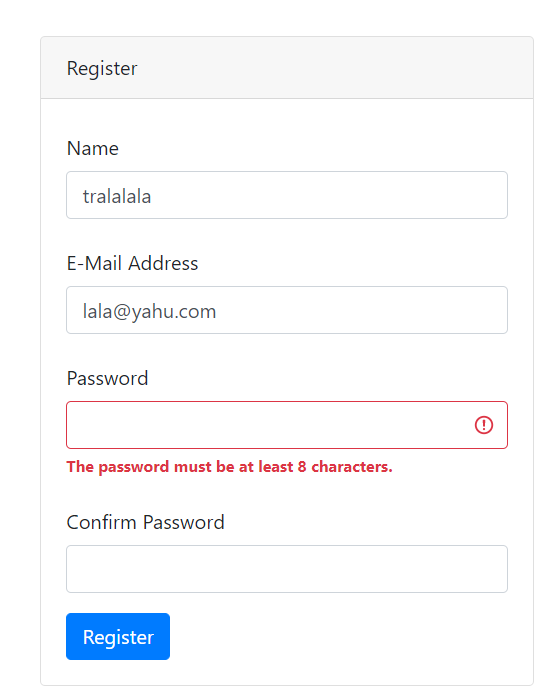 Register
Name
tralalala
E-Mail Address
lala@yahu.com
Password
The password must be at least 8 characters.
Confirm Password
Register